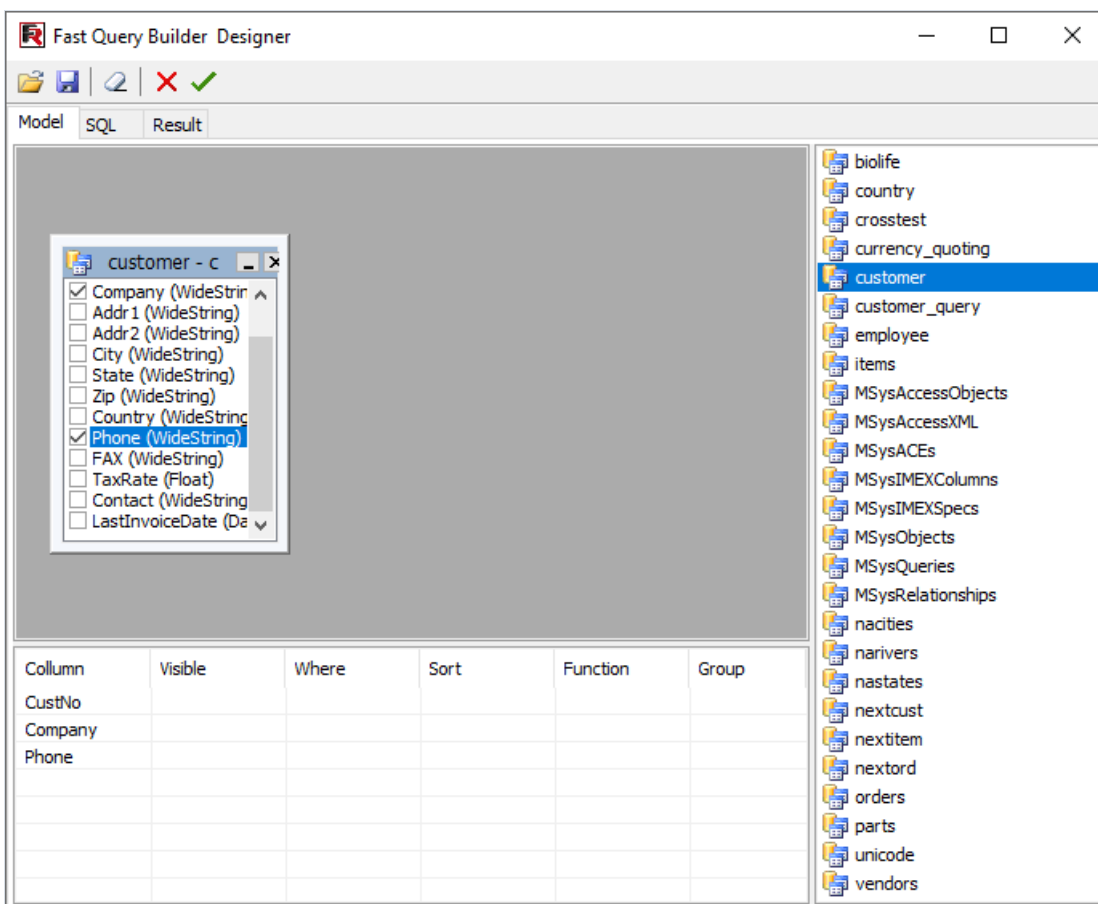 Fast Query Builder Designer
Model SQL Result
customer - c
Company (WideStrin
Addr1 (WideString)
Addr2 (WideString)
City (WideString)
State (WideString)
Zip (WideString)
Country (WideString
Phone (WideString)
FAX (WideString)
TaxRate (Float)
Contact (WideString
LastInvoiceDate (Da
biolife
country
crosstest
currency_quoting
customer
customer_query
employee
items
MSysAccessObjects
MSysAccessXML
MSysACEs
MSysIMEXColumns
MSysIMEXSpecs
MSysObjects
MSysQueries
MSysRelationships
nacities
narivers
nastates
nextcust
nextitem
nextord
orders
parts
unicode
vendors
Collumn Visible Where Sort Function Group
CustNo
Company
Phone